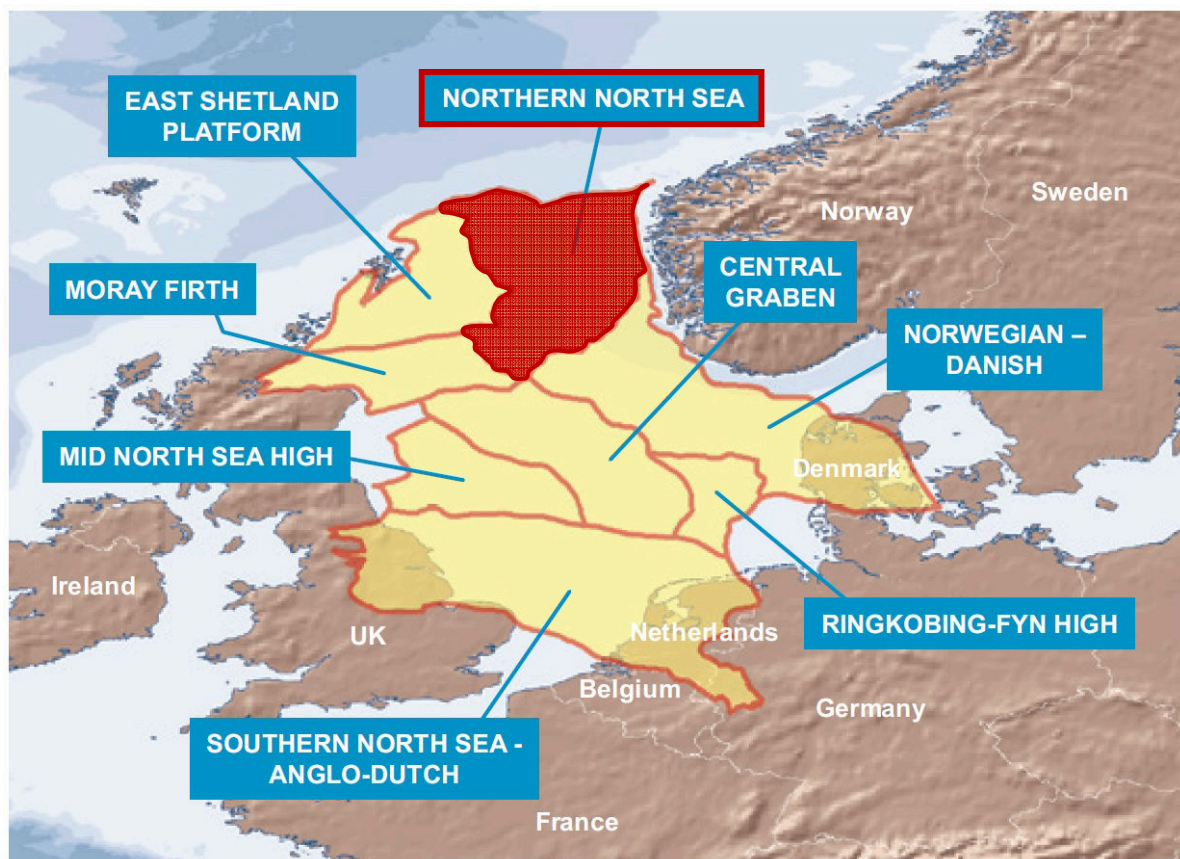 EAST SHETLAND
PLATFORM
NORTHERN NORTH SEA
Sweden
Norway
MORAY FIRTH
CENTRAL
GRABEN
NORWEGIAN –
DANISH
MID NORTH SEA HIGH
Denmark
Ireland
UK
Netherlands
RINGKOBING-FYN HIGH
Belgium
Germany
SOUTHERN NORTH SEA -
ANGLO-DUTCH
France